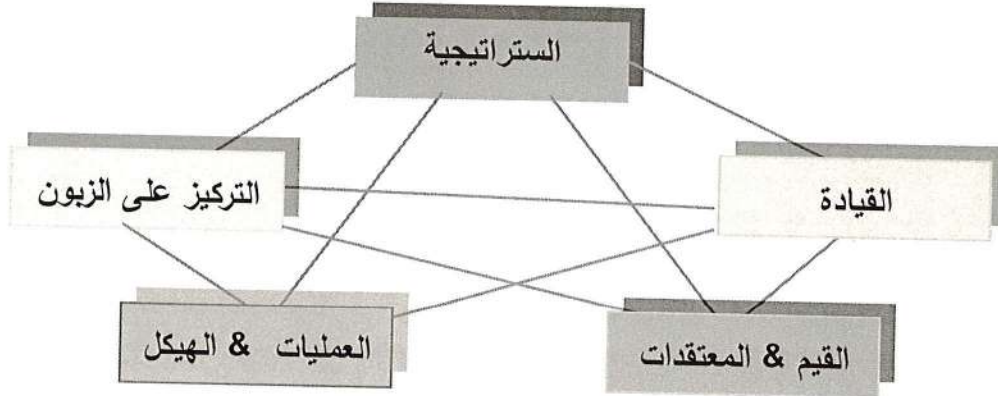 الستراتيجية
القيادة
التركيز على الزبون
القيم & المعتقدات
العمليات & الهيكل